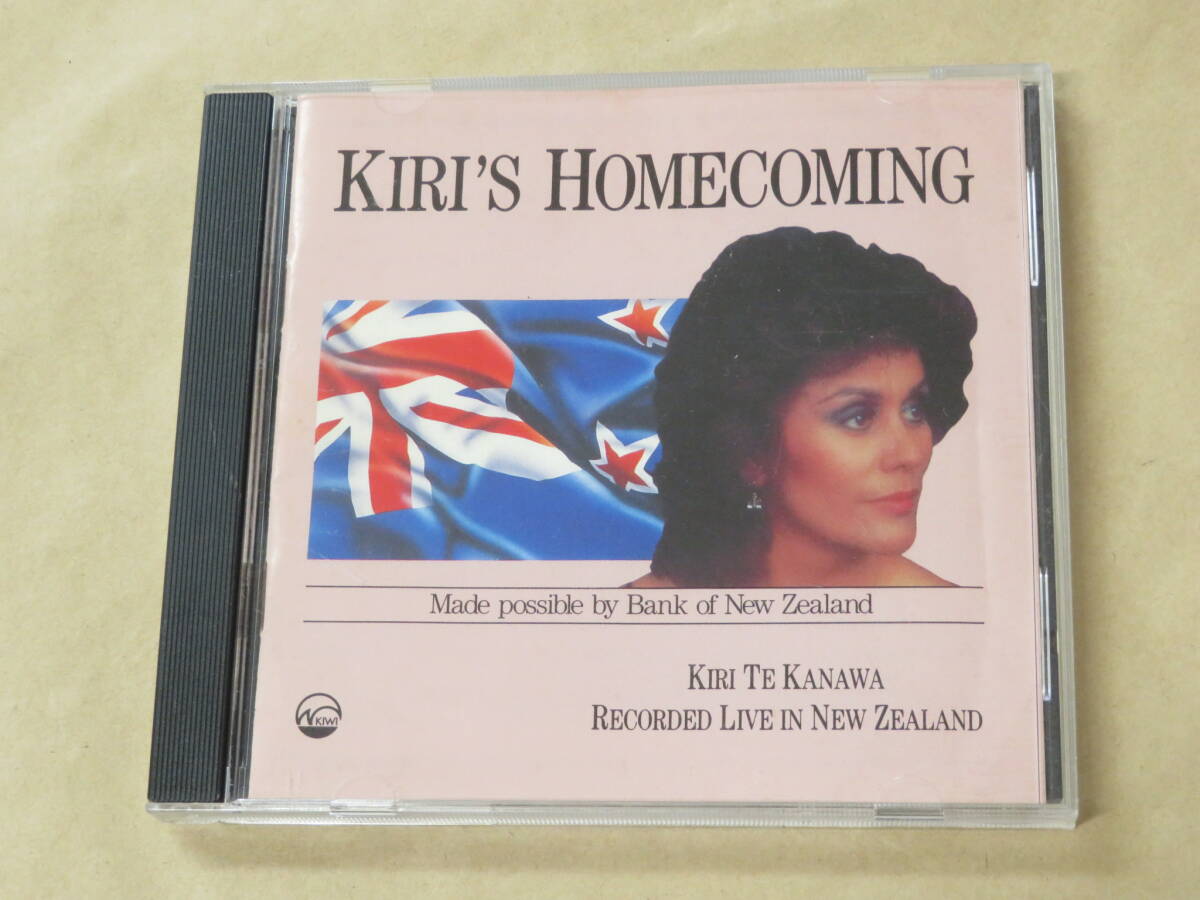 KIRI'S HOMECOMING
Made possible by Bank of New Zealand
KIRI TE KANAWA
RECORDED LIVE IN NEW ZEALAND
KIWI